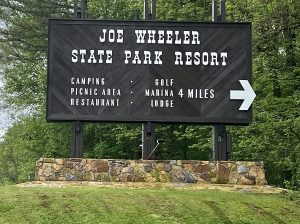 JOE WHEELER
STATE PARK RESORT
CAMPING · GOLF
PICNIC AREA · MARINA 4 MILES
RESTAURANT · LODGE